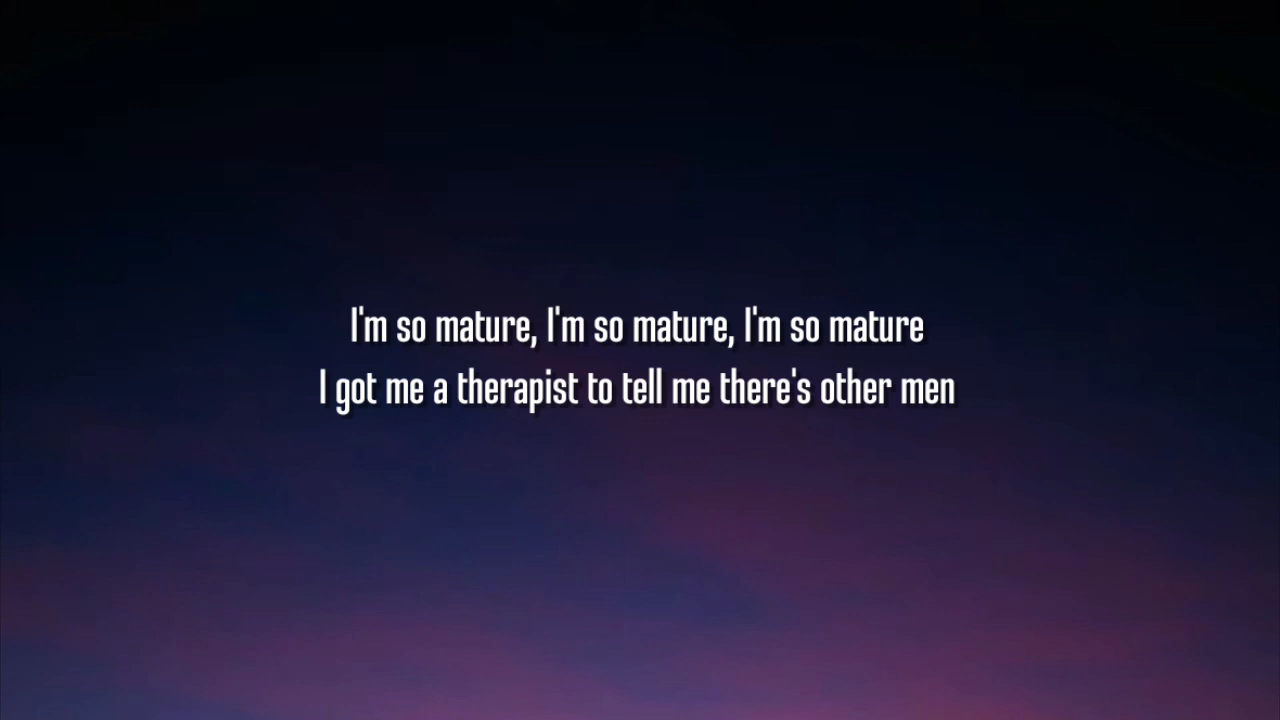 I'm so mature, I'm so mature, I'm so mature
I got me a therapist to tell me there's other men